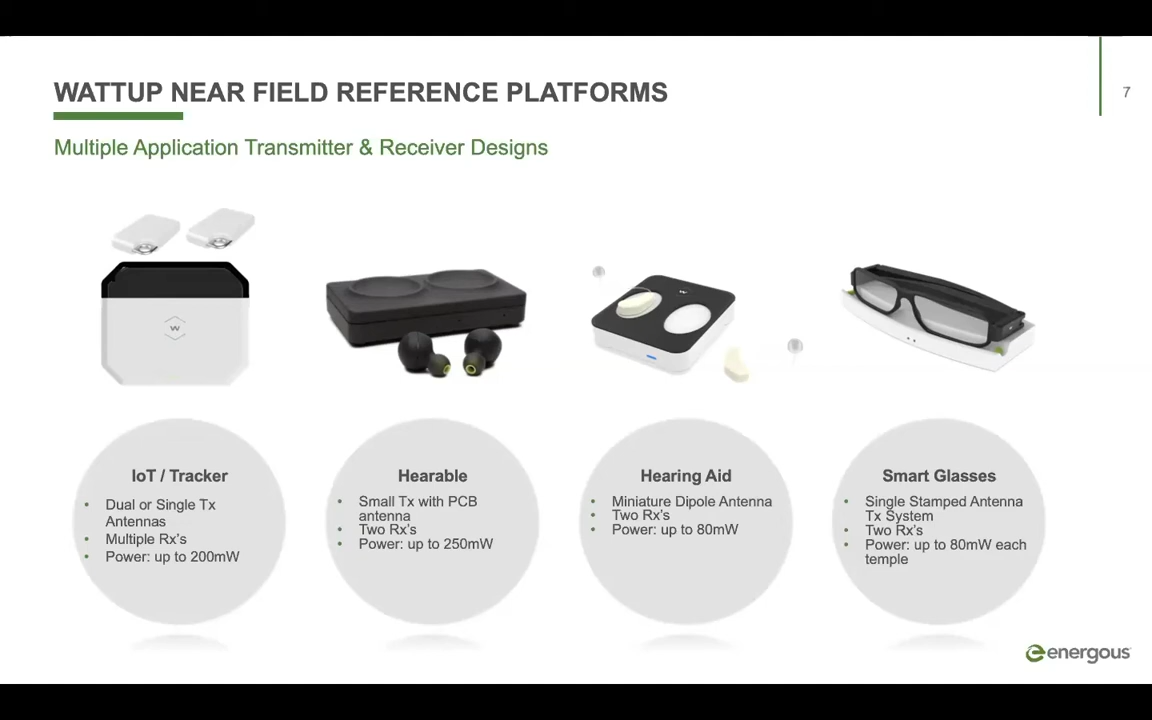 WATTUP NEAR FIELD REFERENCE PLATFORMS
7
Multiple Application Transmitter & Receiver Designs
W
W
IoT / Tracker
• Dual or Single Tx
Antennas
• Multiple Rx's
• Power: up to 200mW
Hearable
• Small Tx with PCB
antenna
• Two Rx's
• Power: up to 250mW
Hearing Aid
• Miniature Dipole Antenna
• Two Rx's
• Power: up to 80mW
Smart Glasses
• Single Stamped Antenna
Tx System
• Two Rx's
• Power: up to 80mW each
temple
energous